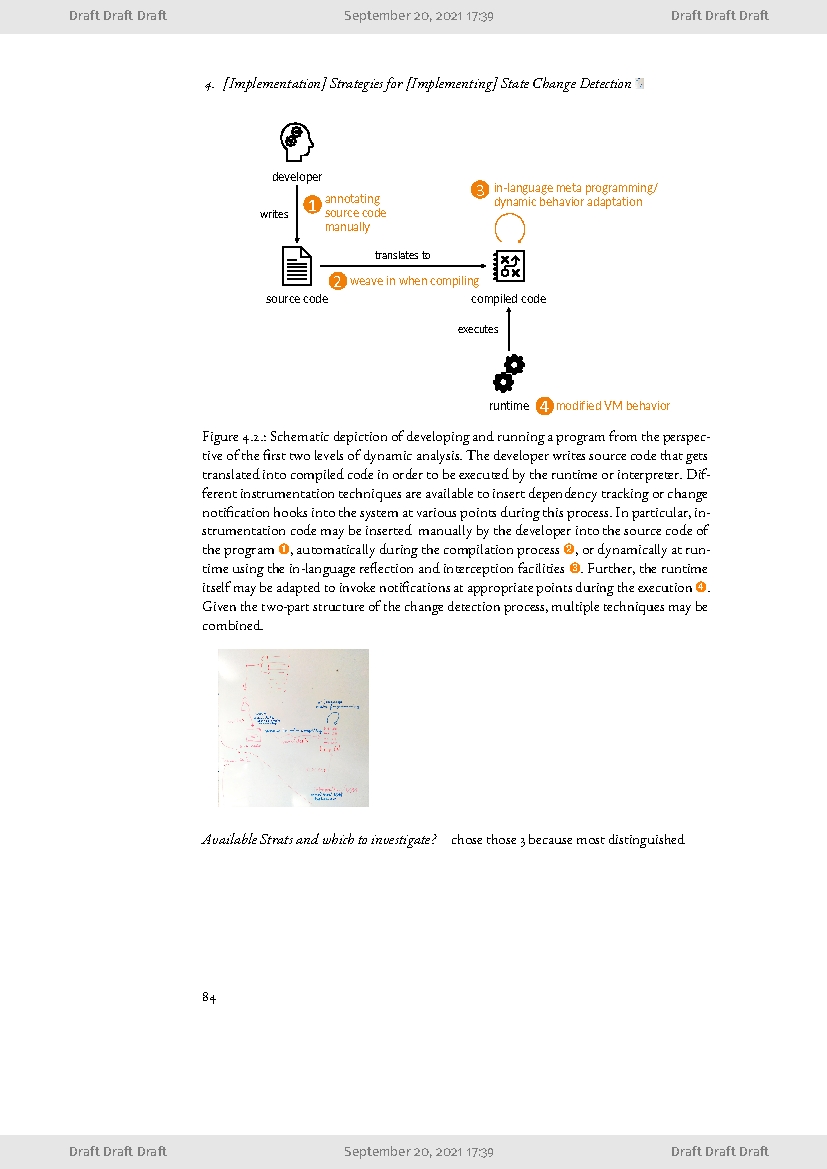 Draft Draft Draft September 20, 2021 17:39 Draft Draft Draft
4. [Implementation] Strategies for [Implementing] State Change Detection
developer
writes
1 annotating
source code
manually
3 in-language meta programming/
dynamic behavior adaptation
translates to
2 weave in when compiling
source code
compiled code
executes
runtime
4 modified VM behavior
Figure 4.2.: Schematic depiction of developing and running a program from the perspec-
tive of the first two levels of dynamic analysis. The developer writes source code that gets
translated into compiled code in order to be executed by the runtime or interpreter. Dif-
ferent instrumentation techniques are available to insert dependency tracking or change
notification hooks into the system at various points during this process. In particular, in-
strumentation code may be inserted manually by the developer into the source code of
the program 1, automatically during the compilation process 2, or dynamically at run-
time using the in-language reflection and interception facilities 3. Further, the runtime
itself may be adapted to invoke notifications at appropriate points during the execution 4.
Given the two-part structure of the change detection process, multiple techniques may be
combined.
Available Strats and which to investigate? chose those 3 because most distinguished
84
Draft Draft Draft September 20, 2021 17:39 Draft Draft Draft